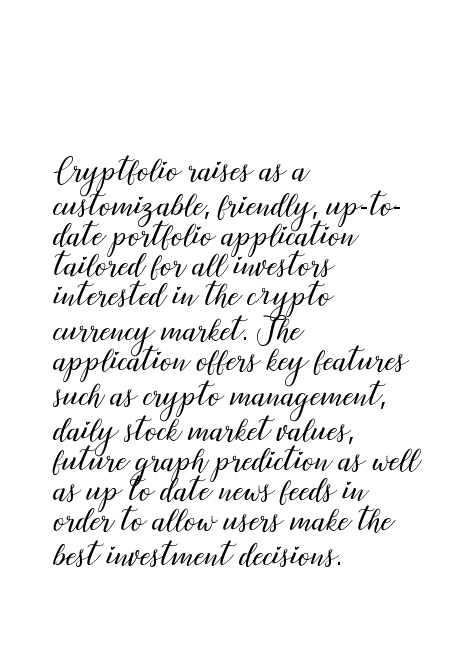 Cryptfolio raises as a
customizable, friendly, up-to-
date portfolio application
tailored for all investors
interested in the crypto
currency market. The
application offers key features
such as crypto management,
daily stock market values,
future graph prediction as well
as up to date news feeds in
order to allow users make the
best investment decisions.